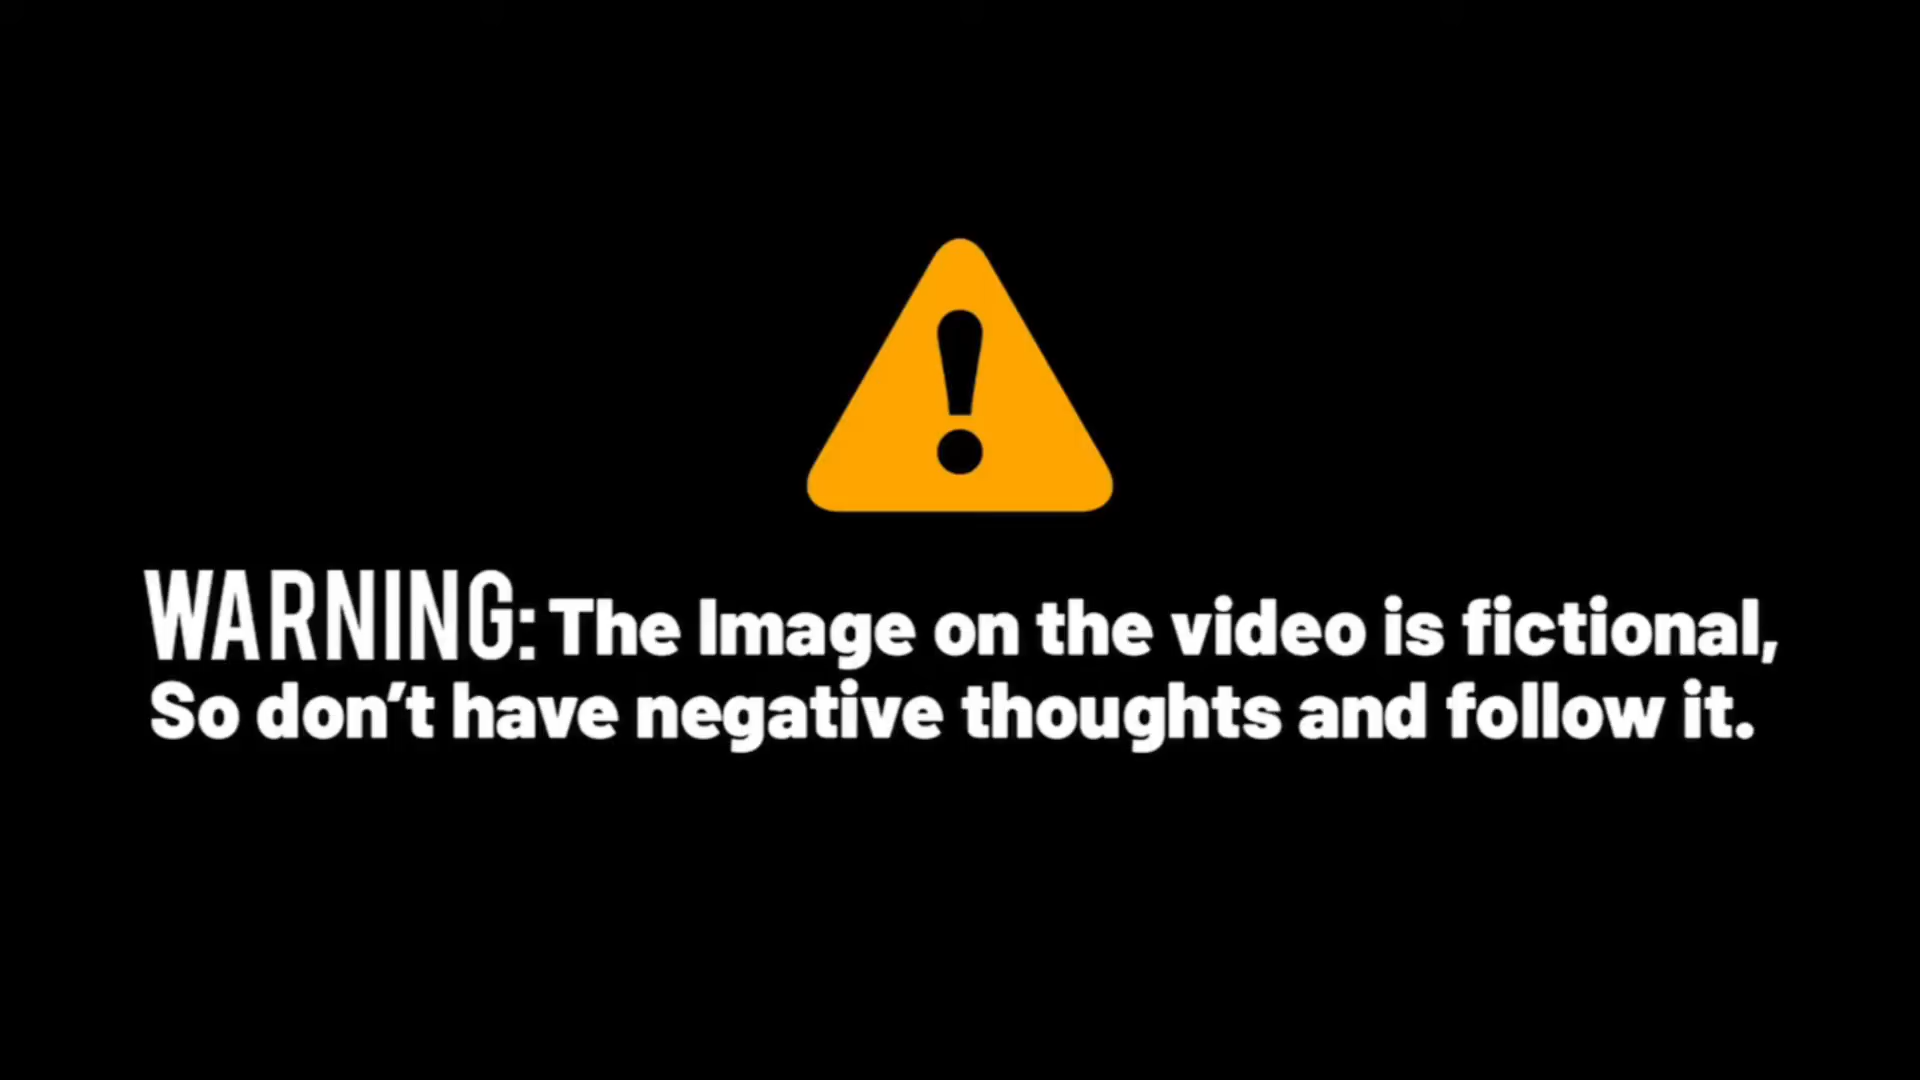 WARNING: The Image on the video is fictional,
So don’t have negative thoughts and follow it.